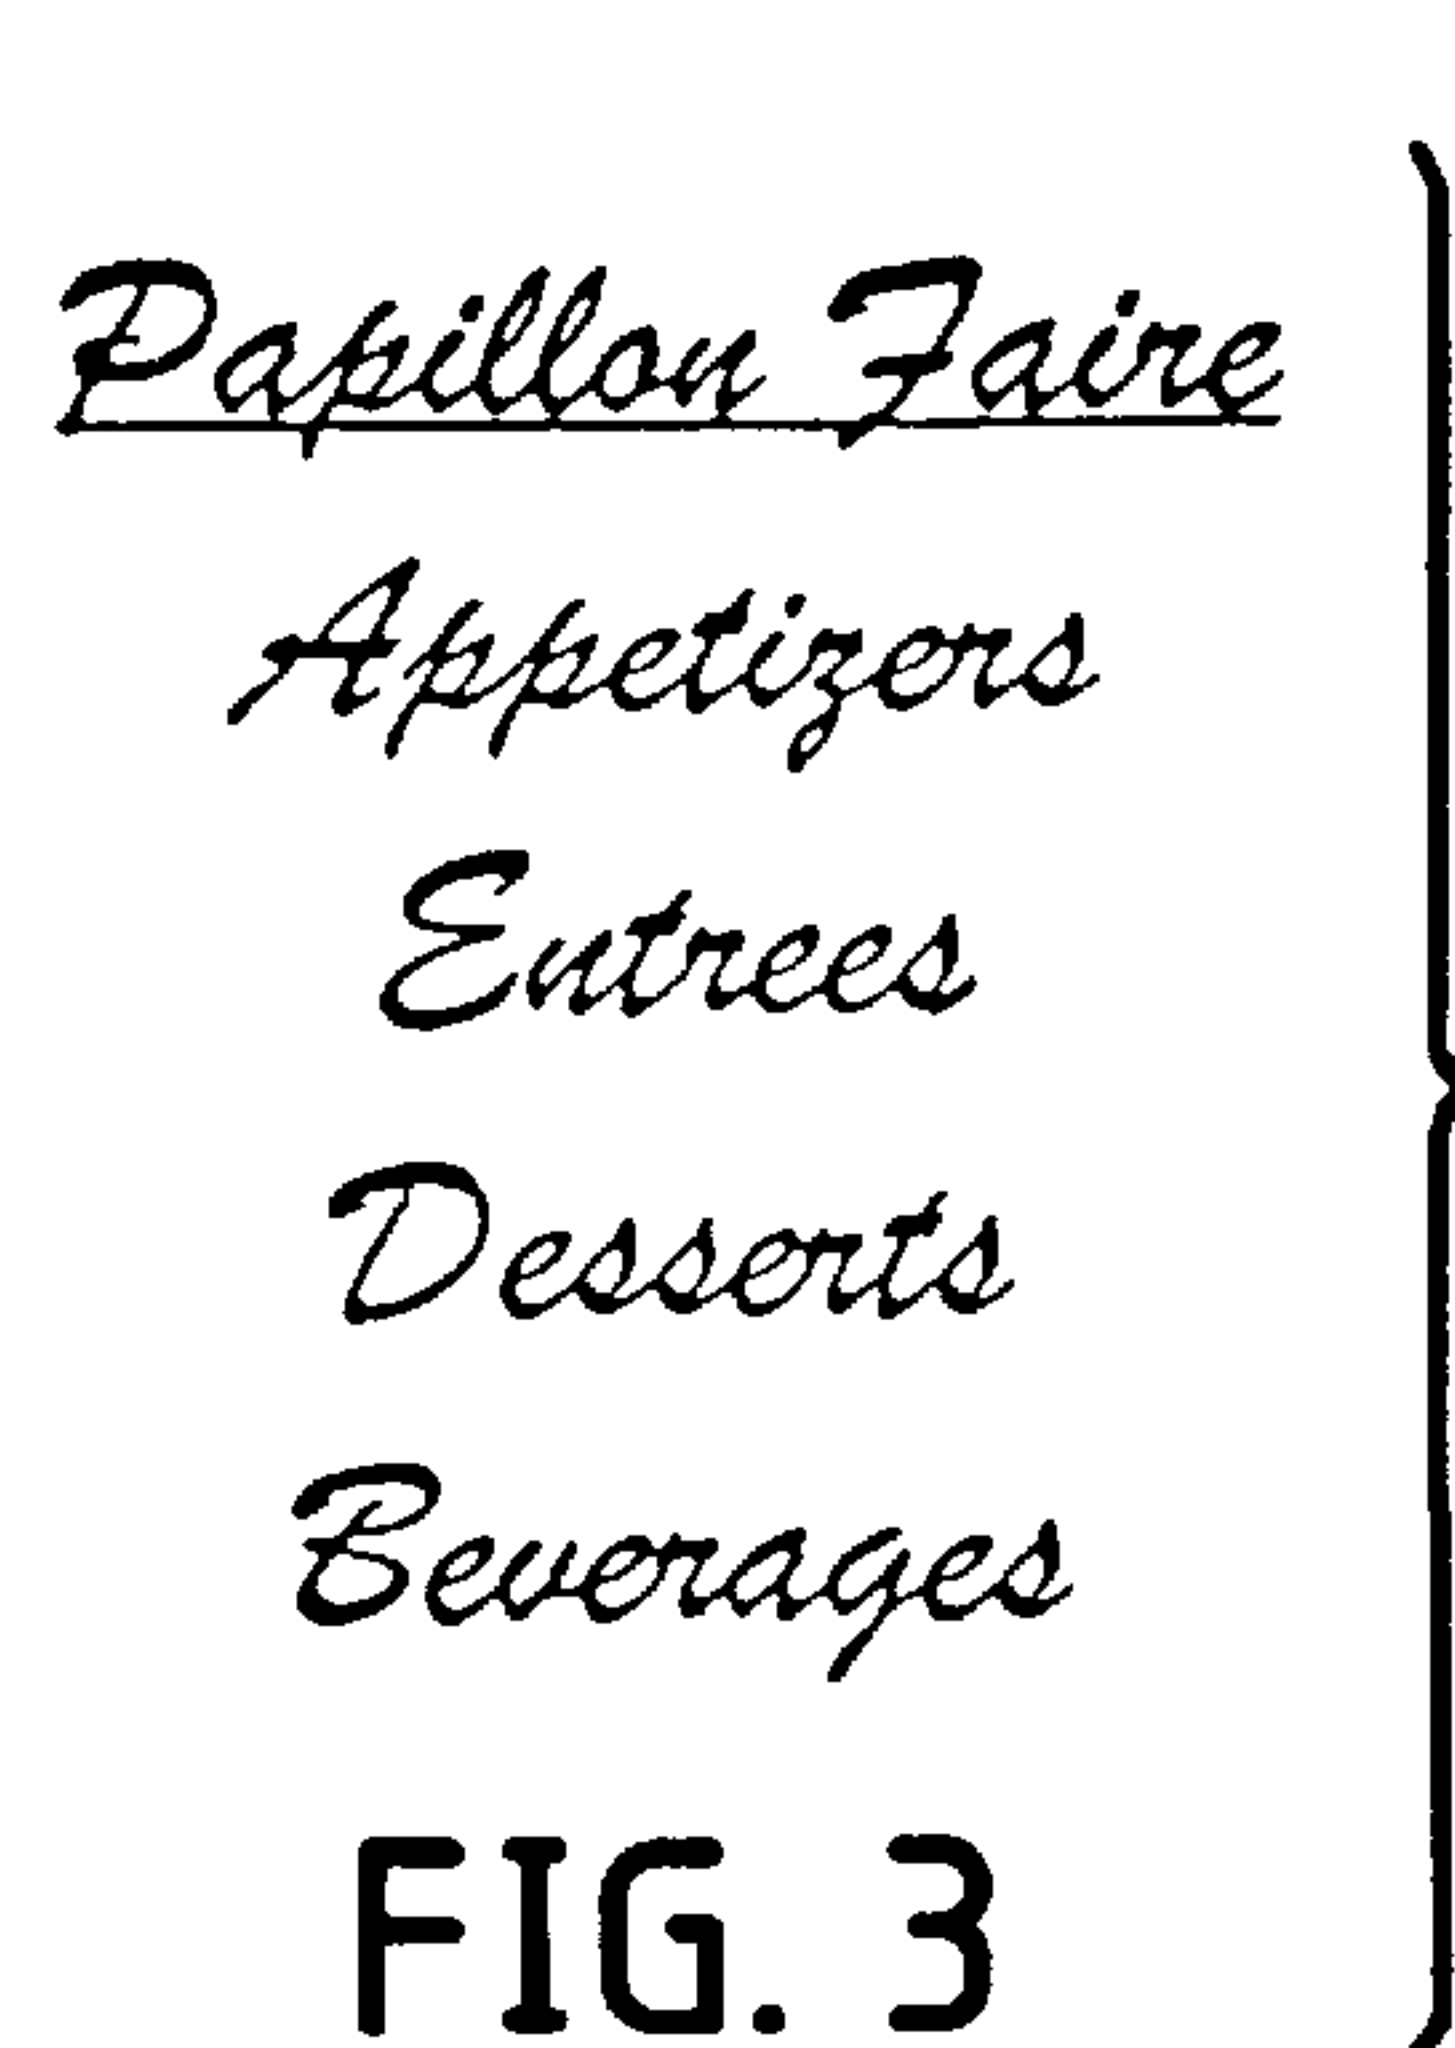 Papillon Faire
Appetizers
Entrees
Desserts
Beverages
FIG. 3